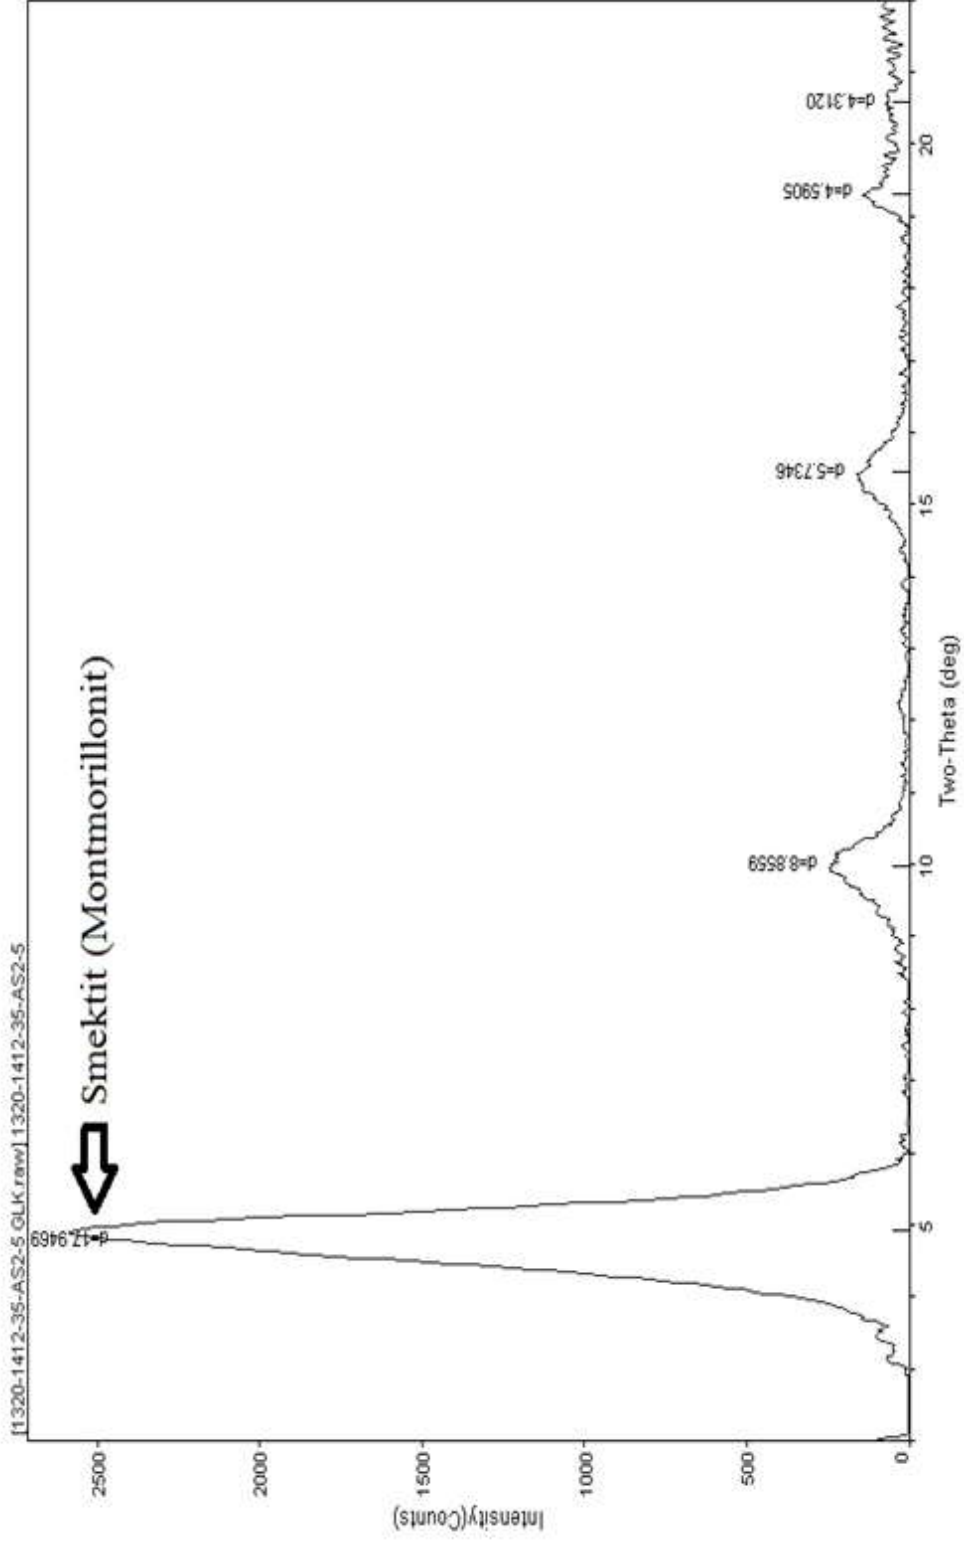 [1320-1412-35-AS2-5 GLK.raw] 1320-1412-35-AS2-5
Smektit (Montmorillonit)
d=17.9469
d=8.8559
d=5.7346
d=4.5905
d=4.3120
Intensity(Counts)
2500
2000
1500
1000
500
0
5
10
15
20
Two-Theta (deg)